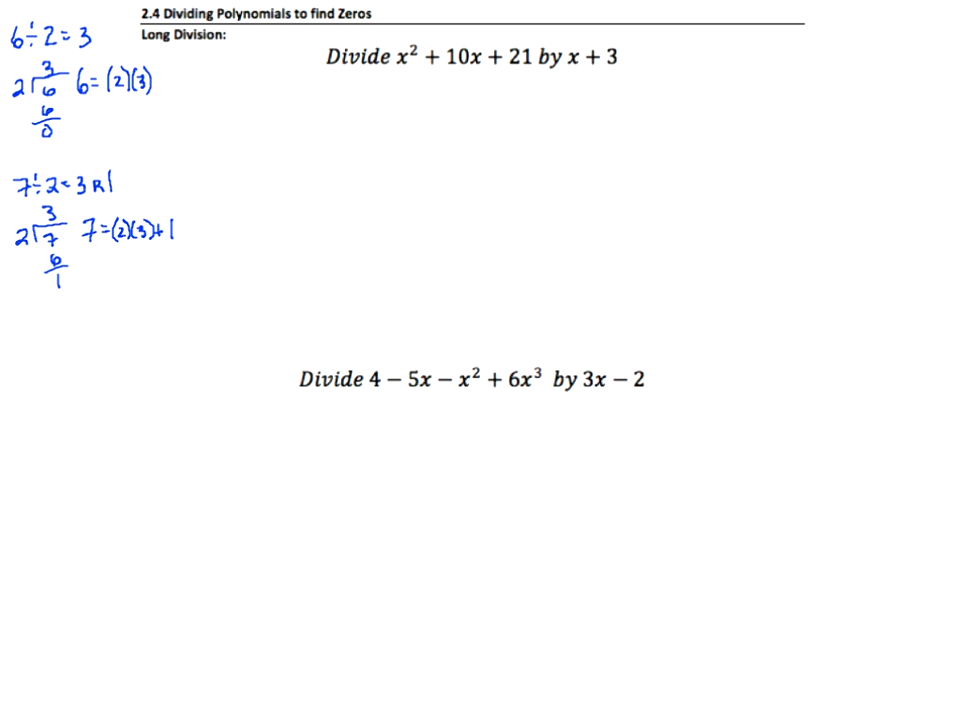 2.4 Dividing Polynomials to find Zeros
Long Division:
Divide x² + 10x + 21 by x + 3
6 ÷ 2 = 3
3
2⟌6 6 = (2)(3)
6
0
7 ÷ 2 = 3 R1
3
2⟌7 7 = (2)(3) + 1
6
1
Divide 4 − 5x − x² + 6x³ by 3x − 2